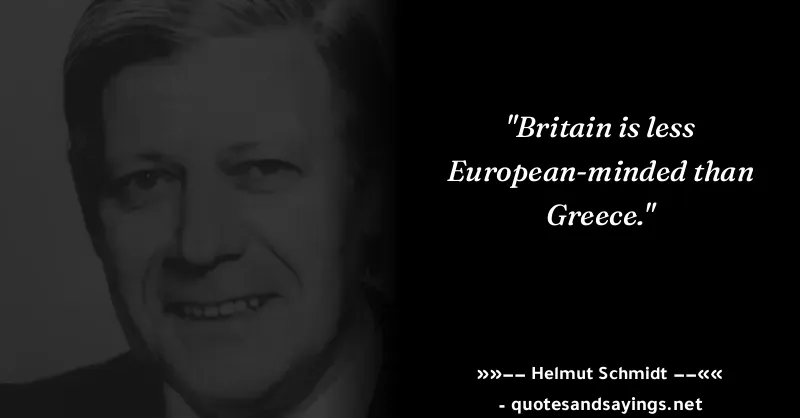 "Britain is less
European-minded than
Greece."
»»−− Helmut Schmidt −−««
- quotesandsayings.net